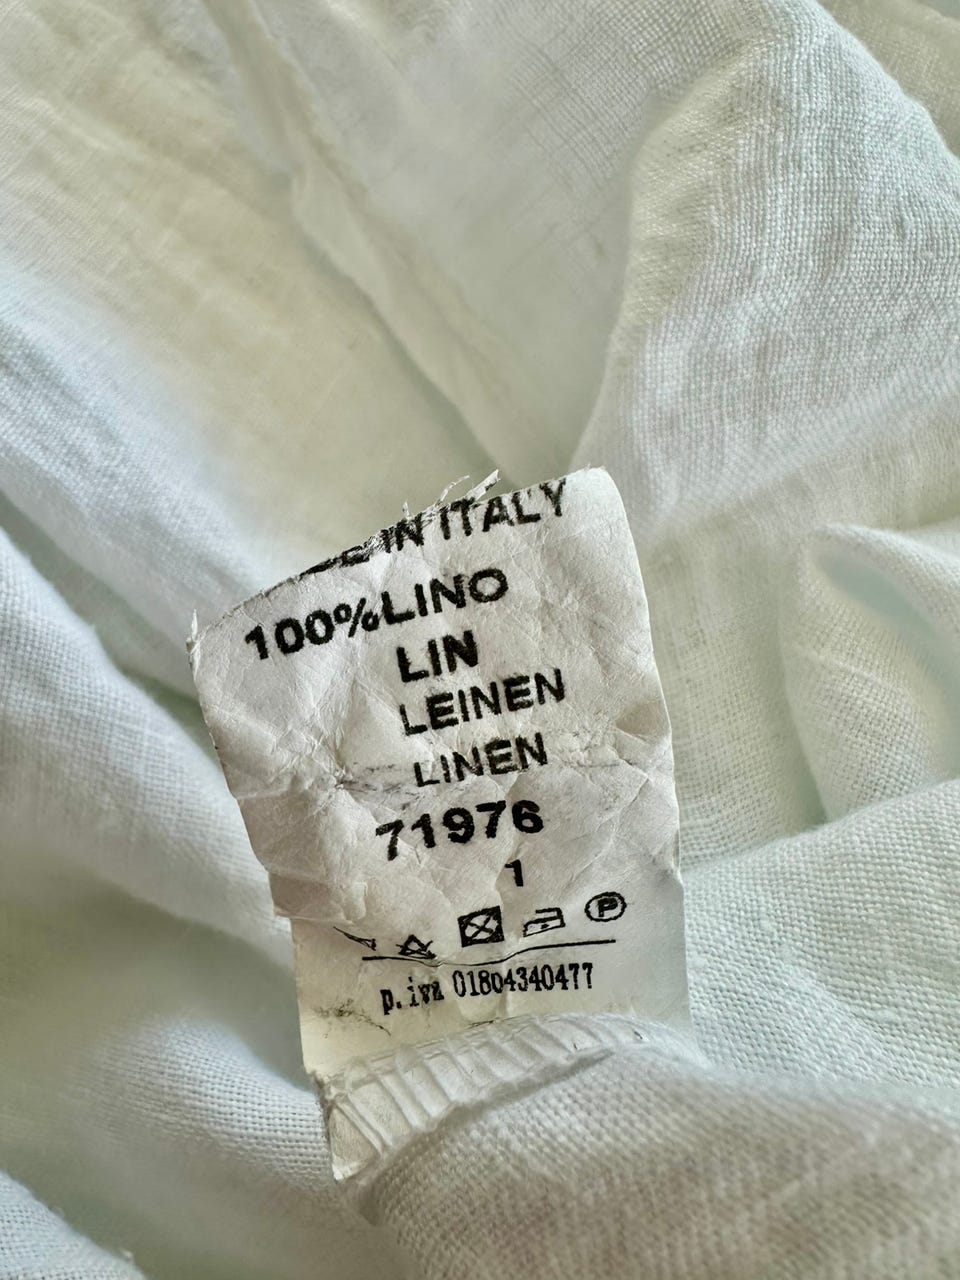 IN ITALY
100%LINO
LIN
LEINEN
LINEN
71976
1
P
p.iva 01804340477